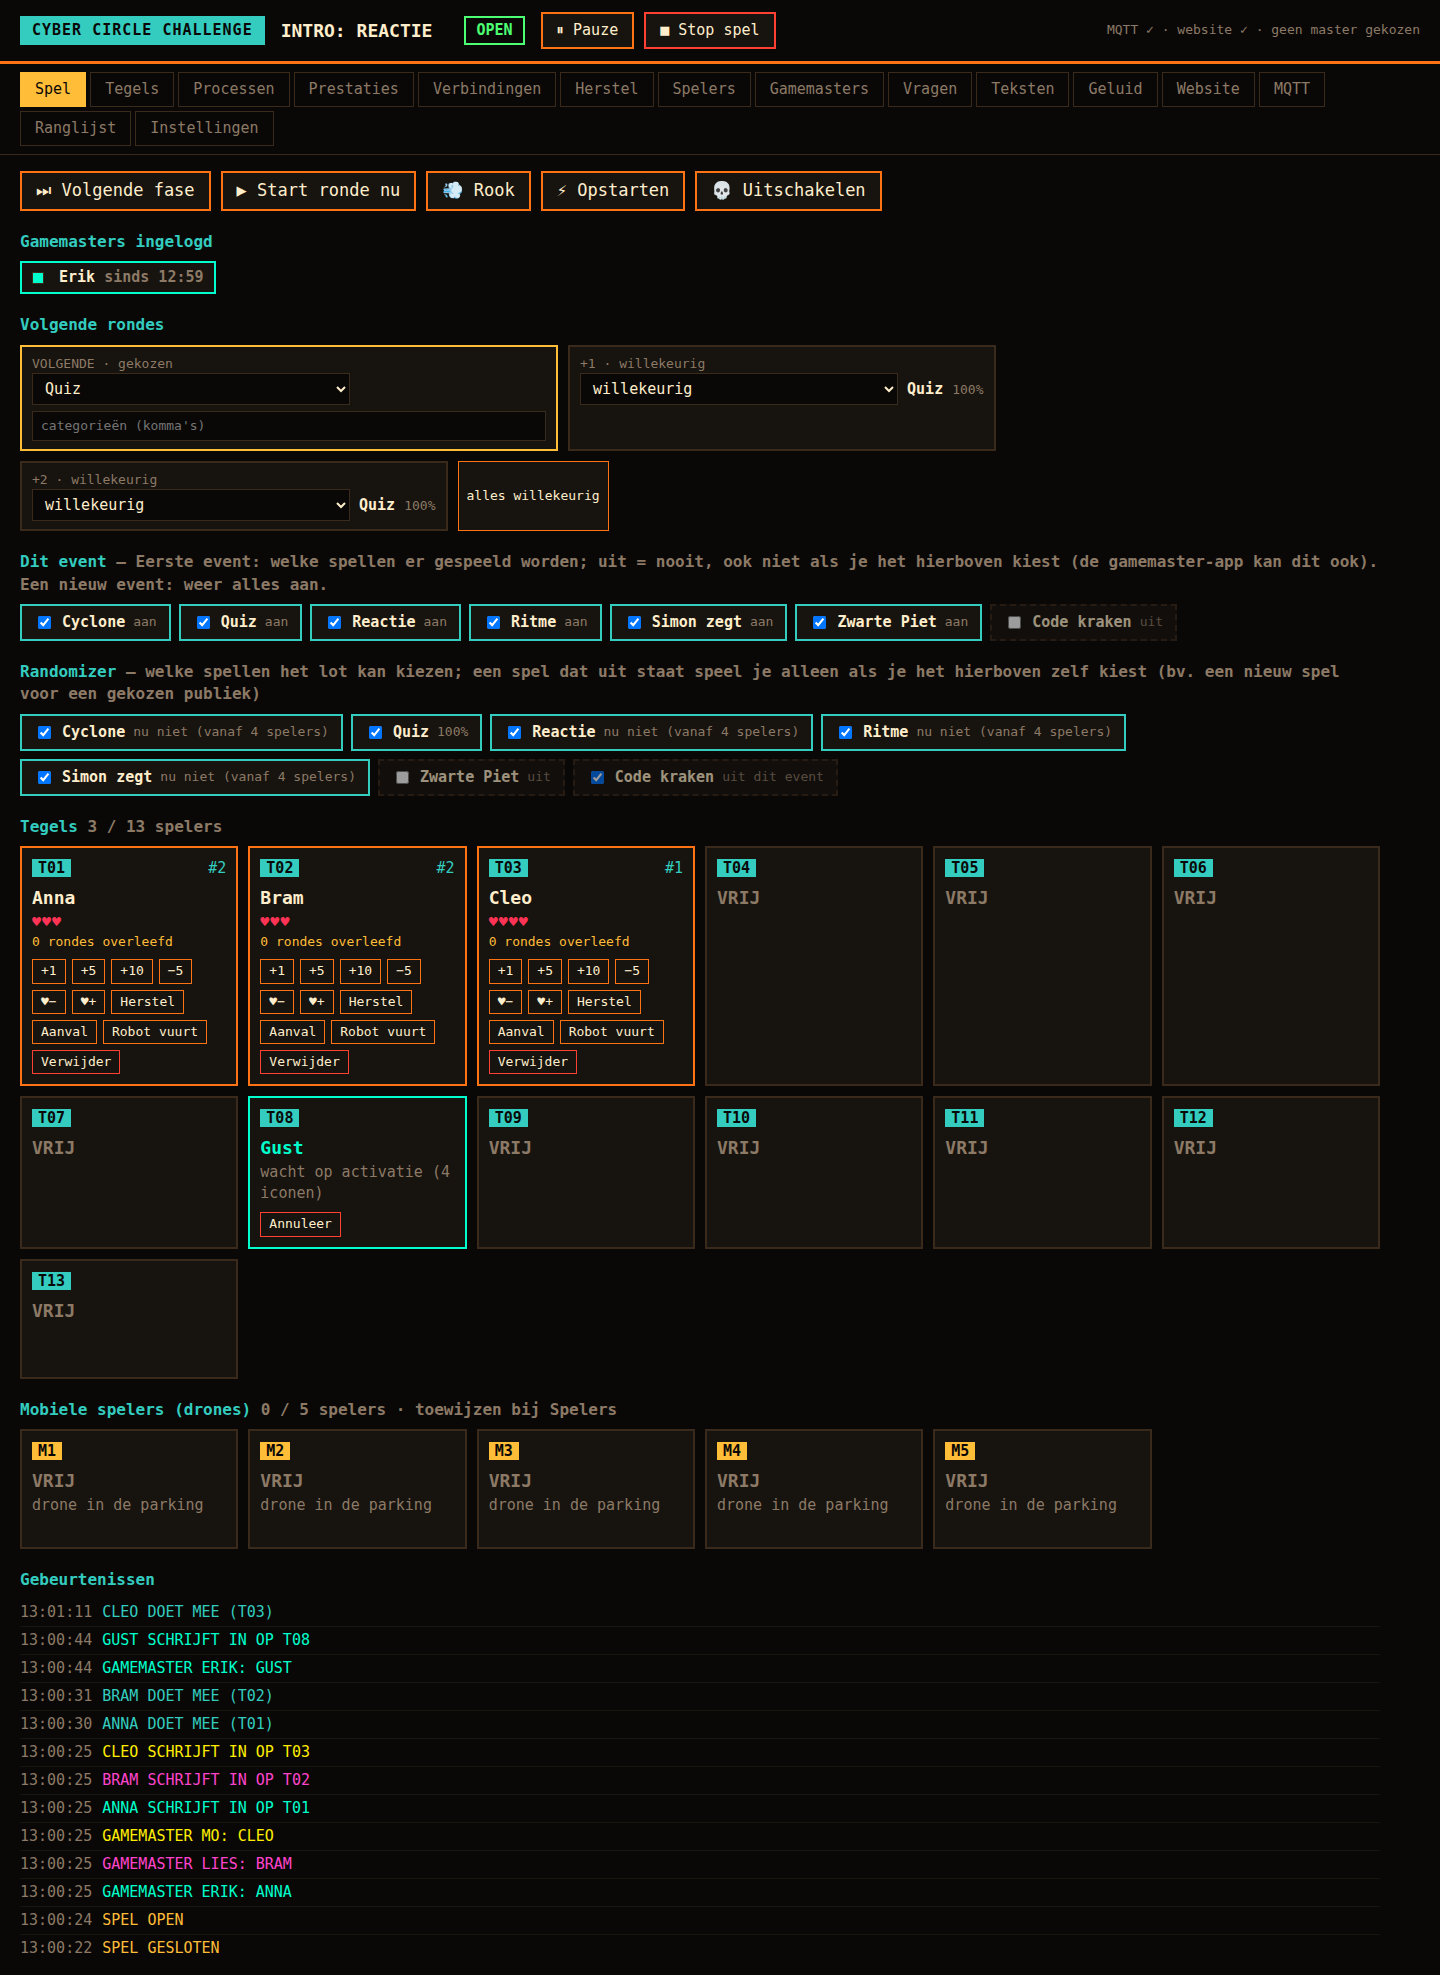 CYBER CIRCLE CHALLENGE INTRO: REACTIE OPEN ⏸ Pauze ■ Stop spel MQTT ✓ · website ✓ · geen master gekozen
Spel Tegels Processen Prestaties Verbindingen Herstel Spelers Gamemasters Vragen Teksten Geluid Website MQTT
Ranglijst Instellingen
⏭ Volgende fase ▶ Start ronde nu 💨 Rook ⚡ Opstarten 💀 Uitschakelen
Gamemasters ingelogd
Erik sinds 12:59
Volgende rondes
VOLGENDE · gekozen +1 · willekeurig
Quiz willekeurig Quiz 100%
categorieën (komma's)
+2 · willekeurig
willekeurig Quiz 100% alles willekeurig
Dit event — Eerste event: welke spellen er gespeeld worden; uit = nooit, ook niet als je het hierboven kiest (de gamemaster-app kan dit ook).
Een nieuw event: weer alles aan.
Cyclone aan Quiz aan Reactie aan Ritme aan Simon zegt aan Zwarte Piet aan Code kraken uit
Randomizer — welke spellen het lot kan kiezen; een spel dat uit staat speel je alleen als je het hierboven zelf kiest (bv. een nieuw spel
voor een gekozen publiek)
Cyclone nu niet (vanaf 4 spelers) Quiz 100% Reactie nu niet (vanaf 4 spelers) Ritme nu niet (vanaf 4 spelers)
Simon zegt nu niet (vanaf 4 spelers) Zwarte Piet uit Code kraken uit dit event
Tegels 3 / 13 spelers
T01 #2 T02 #2 T03 #1 T04 T05 T06
Anna Bram Cleo VRIJ VRIJ VRIJ
♥♥♥ ♥♥♥ ♥♥♥♥
0 rondes overleefd 0 rondes overleefd 0 rondes overleefd
+1 +5 +10 −5 +1 +5 +10 −5 +1 +5 +10 −5
♥− ♥+ Herstel ♥− ♥+ Herstel ♥− ♥+ Herstel
Aanval Robot vuurt Aanval Robot vuurt Aanval Robot vuurt
Verwijder Verwijder Verwijder
T07 T08 T09 T10 T11 T12
VRIJ Gust VRIJ VRIJ VRIJ VRIJ
wacht op activatie (4
iconen)
Annuleer
T13
VRIJ
Mobiele spelers (drones) 0 / 5 spelers · toewijzen bij Spelers
M1 M2 M3 M4 M5
VRIJ VRIJ VRIJ VRIJ VRIJ
drone in de parking drone in de parking drone in de parking drone in de parking drone in de parking
Gebeurtenissen
13:01:11 CLEO DOET MEE (T03)
13:00:44 GUST SCHRIJFT IN OP T08
13:00:44 GAMEMASTER ERIK: GUST
13:00:31 BRAM DOET MEE (T02)
13:00:30 ANNA DOET MEE (T01)
13:00:25 CLEO SCHRIJFT IN OP T03
13:00:25 BRAM SCHRIJFT IN OP T02
13:00:25 ANNA SCHRIJFT IN OP T01
13:00:25 GAMEMASTER MO: CLEO
13:00:25 GAMEMASTER LIES: BRAM
13:00:25 GAMEMASTER ERIK: ANNA
13:00:24 SPEL OPEN
13:00:22 SPEL GESLOTEN